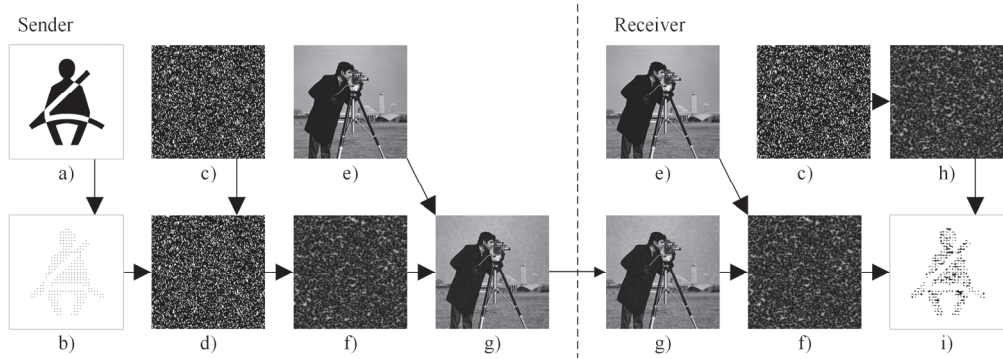 Sender
Receiver
a)
c)
e)
e)
c)
h)
b)
d)
f)
g)
g)
f)
i)